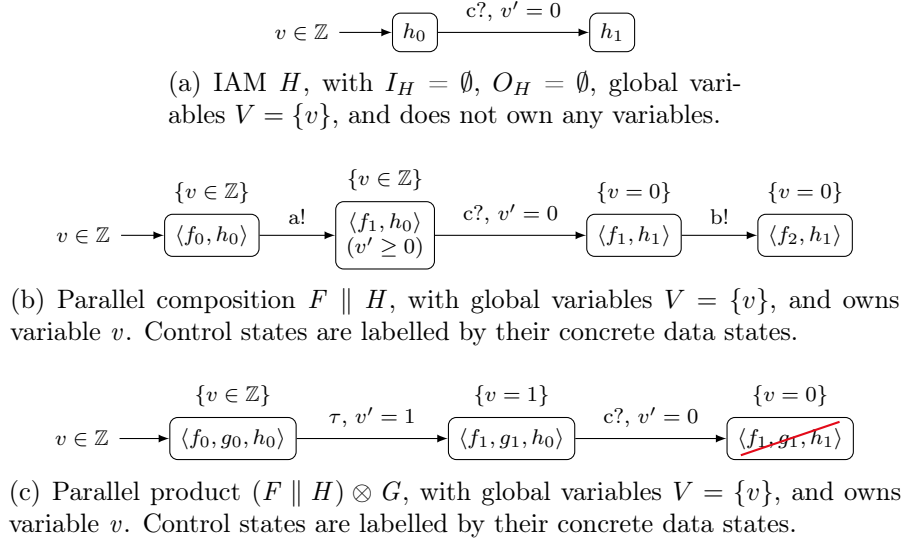 c?, v′ = 0
v ∈ ℤ h₀ h₁
(a) IAM H, with I_H = ∅, O_H = ∅, global vari-
ables V = {v}, and does not own any variables.
{v ∈ ℤ} {v ∈ ℤ} {v = 0} {v = 0}
v ∈ ℤ ⟨f₀, h₀⟩ a! ⟨f₁, h₀⟩ c?, v′ = 0 ⟨f₁, h₁⟩ b! ⟨f₂, h₁⟩
(v′ ≥ 0)
(b) Parallel composition F ∥ H, with global variables V = {v}, and owns
variable v. Control states are labelled by their concrete data states.
{v ∈ ℤ} {v = 1} {v = 0}
v ∈ ℤ ⟨f₀, g₀, h₀⟩ τ, v′ = 1 ⟨f₁, g₁, h₀⟩ c?, v′ = 0 ⟨f₁, g₁, h₁⟩
(c) Parallel product (F ∥ H) ⊗ G, with global variables V = {v}, and owns
variable v. Control states are labelled by their concrete data states.